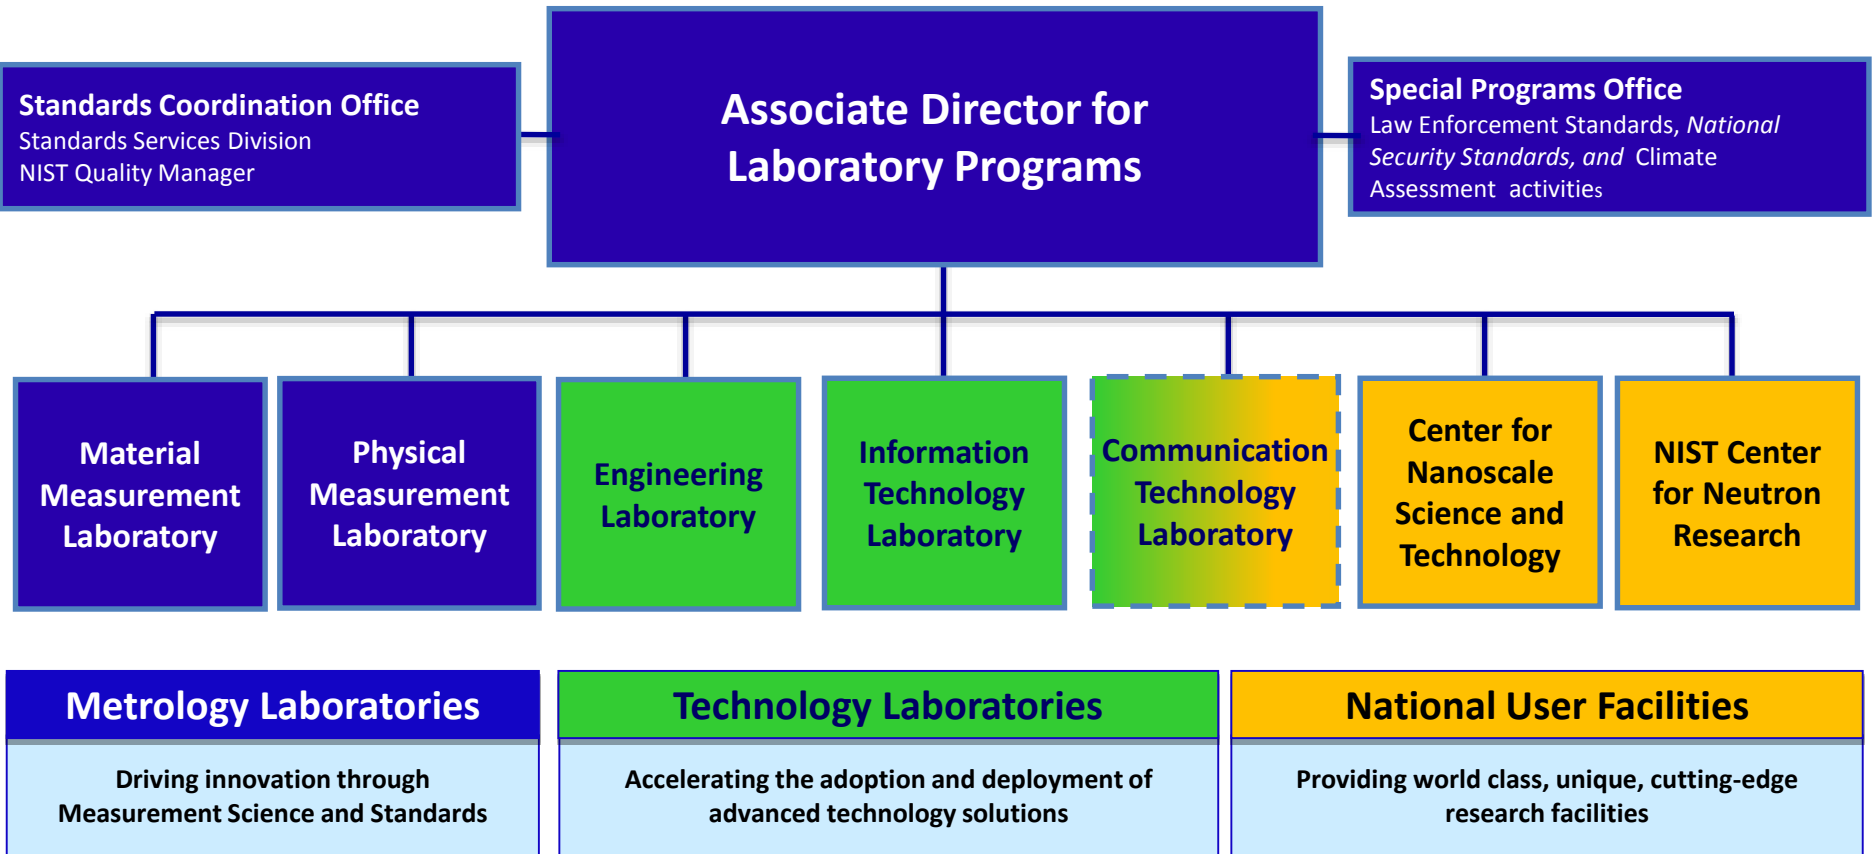 Standards Coordination Office
Standards Services Division
NIST Quality Manager
Associate Director for
Laboratory Programs
Special Programs Office
Law Enforcement Standards, National
Security Standards, and Climate
Assessment activities
Material
Measurement
Laboratory
Physical
Measurement
Laboratory
Engineering
Laboratory
Information
Technology
Laboratory
Communication
Technology
Laboratory
Center for
Nanoscale
Science and
Technology
NIST Center
for Neutron
Research
Metrology Laboratories
Driving innovation through
Measurement Science and Standards
Technology Laboratories
Accelerating the adoption and deployment of
advanced technology solutions
National User Facilities
Providing world class, unique, cutting-edge
research facilities